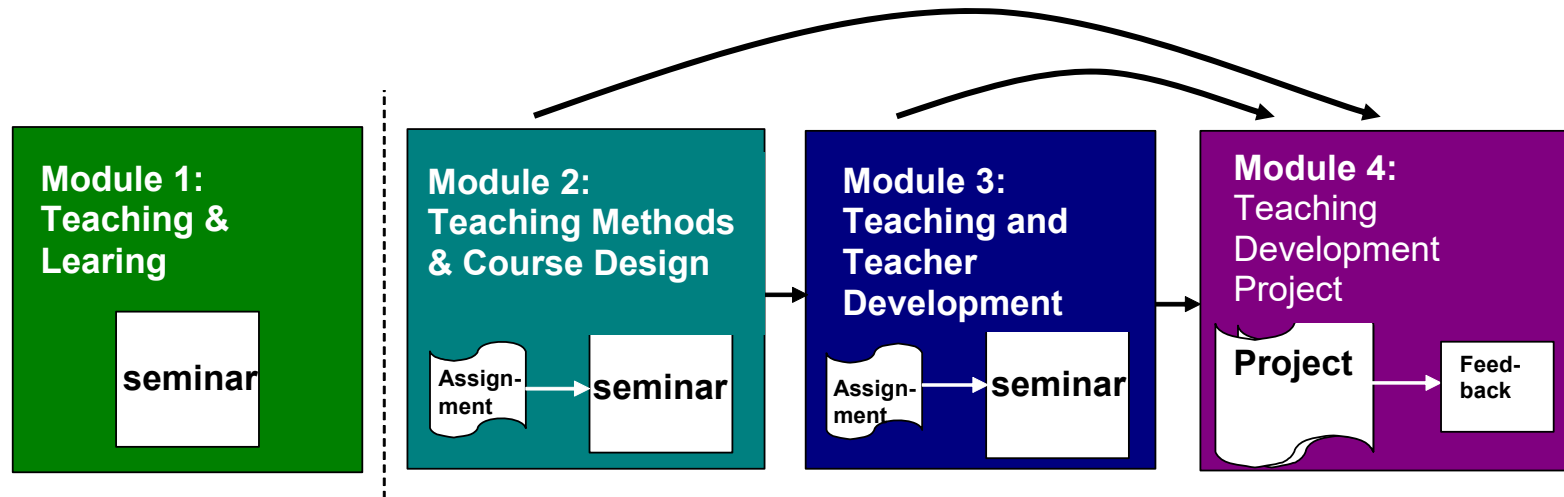 Module 1:
Teaching &
Learing
seminar
Module 2:
Teaching Methods
& Course Design
Assign-
ment
seminar
Module 3:
Teaching and
Teacher
Development
Assign-
ment
seminar
Module 4:
Teaching
Development
Project
Project
Feed-
back